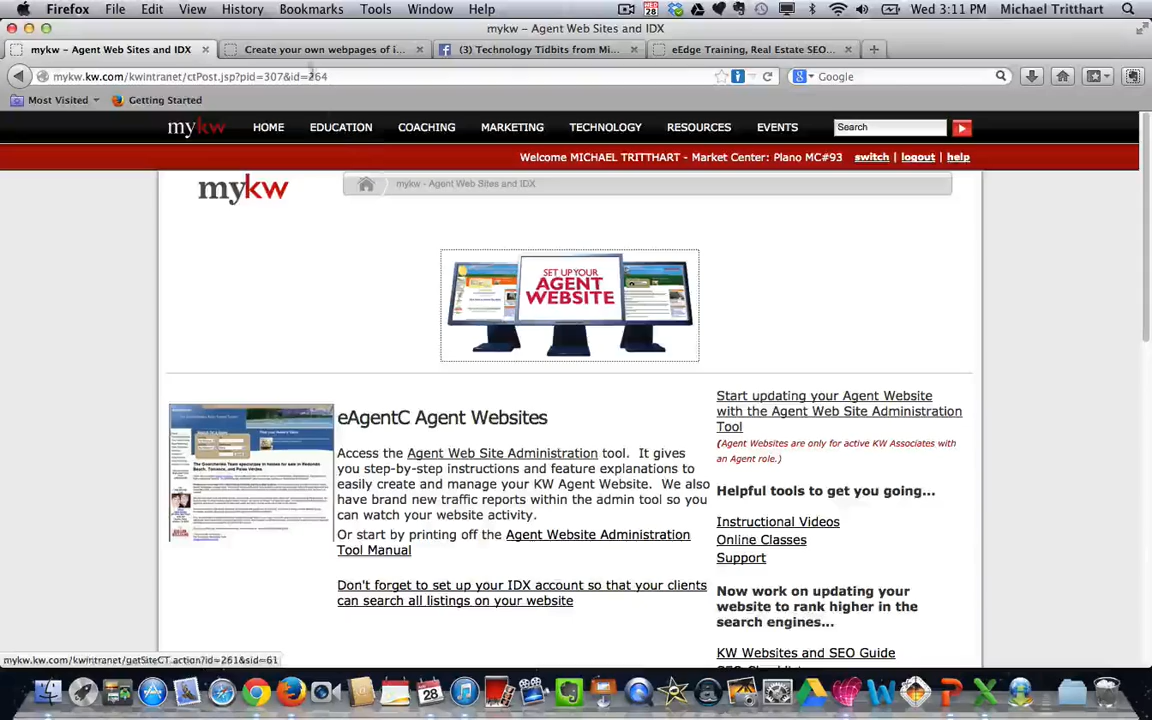 Firefox File Edit View History Bookmarks Tools Window Help Wed 3:11 PM Michael Tritthart
mykw – Agent Web Sites and IDX
mykw – Agent Web Sites and IDX Create your own webpages of i... (3) Technology Tidbits from Mi... eEdge Training, Real Estate SEO...
mykw.kw.com/kwintranet/ctPost.jsp?pid=307&id=264 Google
Most Visited Getting Started
mykw HOME EDUCATION COACHING MARKETING TECHNOLOGY RESOURCES EVENTS Search
Welcome MICHAEL TRITTHART - Market Center: Plano MC#93 switch logout help
mykw mykw - Agent Web Sites and IDX
SET UP YOUR
AGENT
WEBSITE
eAgentC Agent Websites
Access the Agent Web Site Administration tool. It gives
you step-by-step instructions and feature explanations to
easily create and manage your KW Agent Website. We also
have brand new traffic reports within the admin tool so you
can watch your website activity.
Or start by printing off the Agent Website Administration
Tool Manual
Don't forget to set up your IDX account so that your clients
can search all listings on your website
Start updating your Agent Website
with the Agent Web Site Administration
Tool
(Agent Websites are only for active KW Associates with
an Agent role.)
Helpful tools to get you going...
Instructional Videos
Online Classes
Support
Now work on updating your
website to rank higher in the
search engines...
KW Websites and SEO Guide
mykw.kw.com/kwintranet/getSiteCT.action?id=261&sid=61